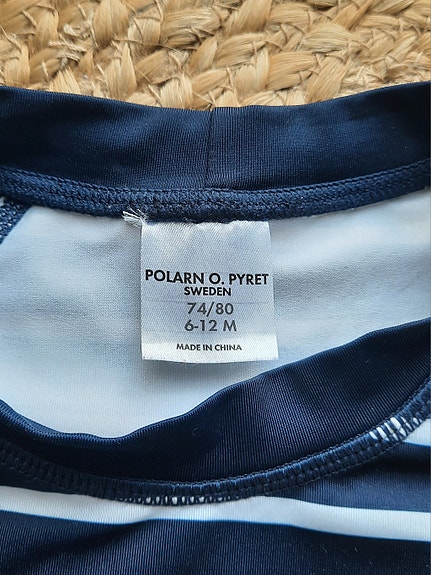 POLARN O. PYRET
SWEDEN
74/80
6-12 M
MADE IN CHINA